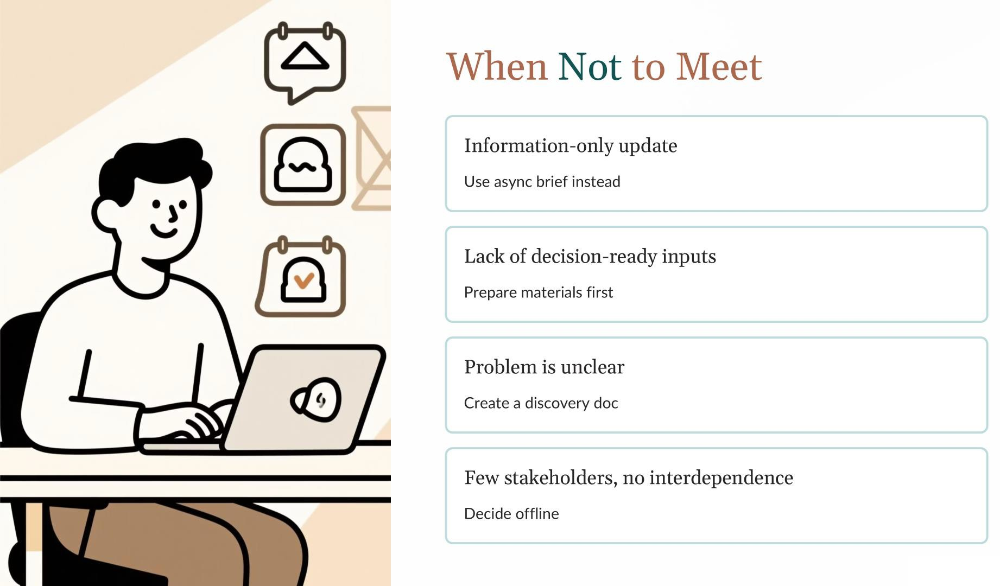 When Not to Meet
Information-only update
Use async brief instead
Lack of decision-ready inputs
Prepare materials first
Problem is unclear
Create a discovery doc
Few stakeholders, no interdependence
Decide offline